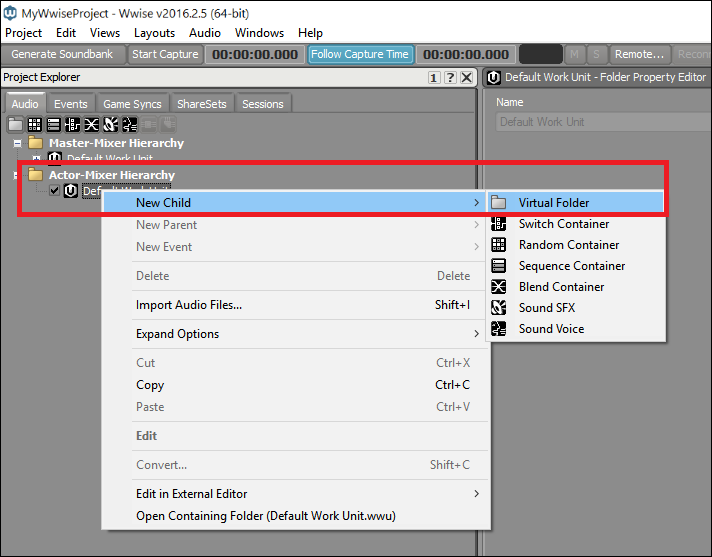 MyWwiseProject - Wwise v2016.2.5 (64-bit)
Project Edit Views Layouts Audio Windows Help
Generate Soundbank Start Capture 00:00:00.000 Follow Capture Time 00:00:00.000 M S Remote...
Project Explorer 1 ? X
Default Work Unit - Folder Property Editor
Audio Events Game Syncs ShareSets Sessions
Name
Default Work Unit
Master-Mixer Hierarchy
Default Work Unit
Actor-Mixer Hierarchy
New Child
New Parent
New Event
Delete Delete
Import Audio Files... Shift+I
Expand Options
Cut Ctrl+X
Copy Ctrl+C
Paste Ctrl+V
Edit
Convert... Shift+C
Edit in External Editor
Open Containing Folder (Default Work Unit.wwu)
Virtual Folder
Switch Container
Random Container
Sequence Container
Blend Container
Sound SFX
Sound Voice